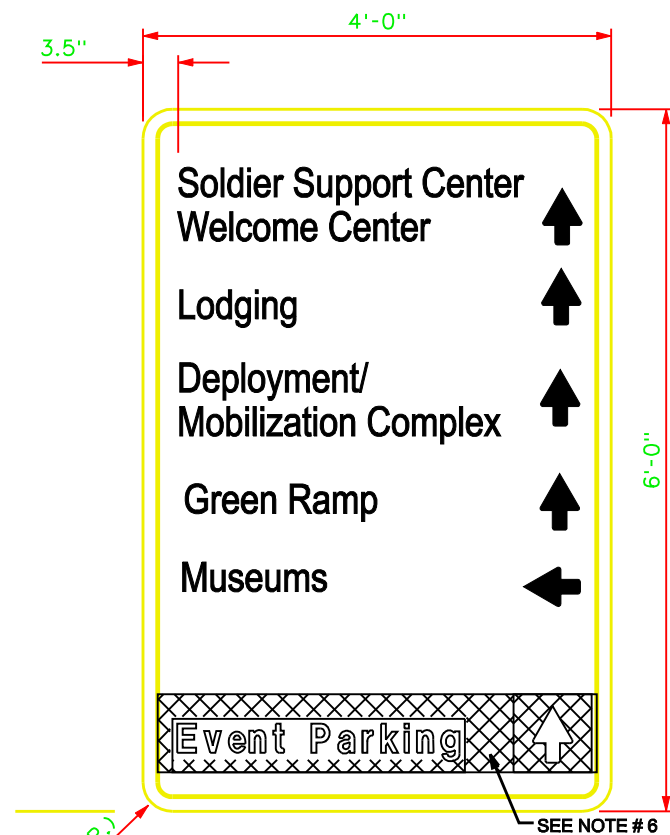 4'-0"
3.5"
Soldier Support Center
Welcome Center
Lodging
Deployment/
Mobilization Complex
6'-0"
Green Ramp
Museums
Event Parking
SEE NOTE # 6